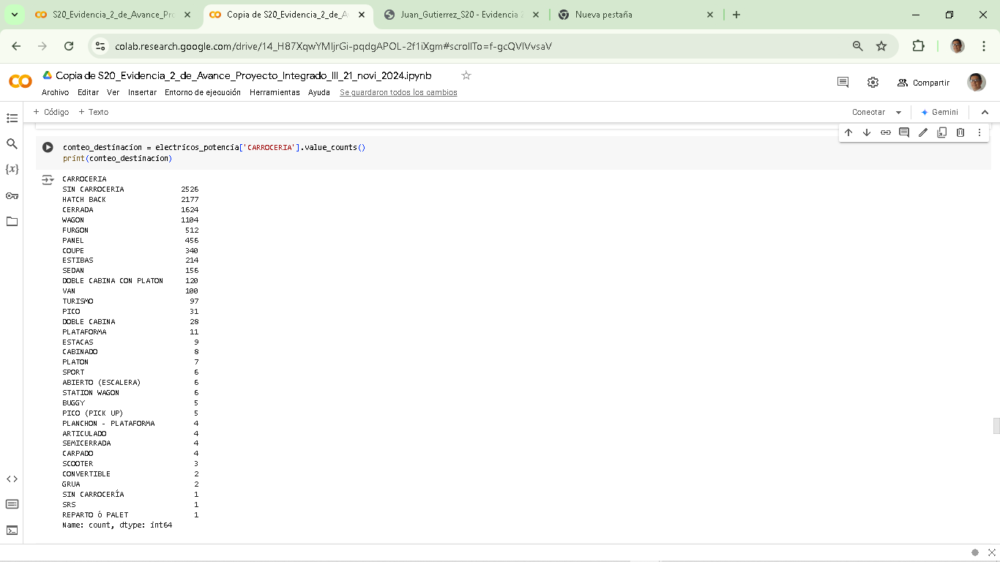 S20_Evidencia_2_de_Avance_Pro
Copia de S20_Evidencia_2_de_Av
Juan_Gutierrez_S20 - Evidencia 2
Nueva pestaña
colab.research.google.com/drive/14_H87XqwYMljrGi-pqdgAPOL-2f1iXgm#scrollTo=f-gcQVlVvsaV
Copia de S20_Evidencia_2_de_Avance_Proyecto_Integrado_III_21_novi_2024.ipynb
Archivo Editar Ver Insertar Entorno de ejecución Herramientas Ayuda Se guardaron todos los cambios
Compartir
+ Código + Texto
Conectar
Gemini
conteo_destinacion = electricos_potencia['CARROCERIA'].value_counts()
print(conteo_destinacion)
CARROCERIA
SIN CARROCERIA 2526
HATCH BACK 2177
CERRADA 1624
WAGON 1104
FURGON 512
PANEL 456
COUPE 340
ESTIBAS 214
SEDAN 156
DOBLE CABINA CON PLATON 120
VAN 100
TURISMO 97
PICO 31
DOBLE CABINA 20
PLATAFORMA 11
ESTACAS 9
CABINADO 8
PLATON 7
SPORT 6
ABIERTO (ESCALERA) 6
STATION WAGON 6
BUGGY 5
PICO (PICK UP) 5
PLANCHON - PLATAFORMA 4
ARTICULADO 4
SEMICERRADA 4
CARPADO 4
SCOOTER 3
CONVERTIBLE 2
GRUA 2
SIN CARROCERÍA 1
SRS 1
REPARTO ó PALET 1
Name: count, dtype: int64